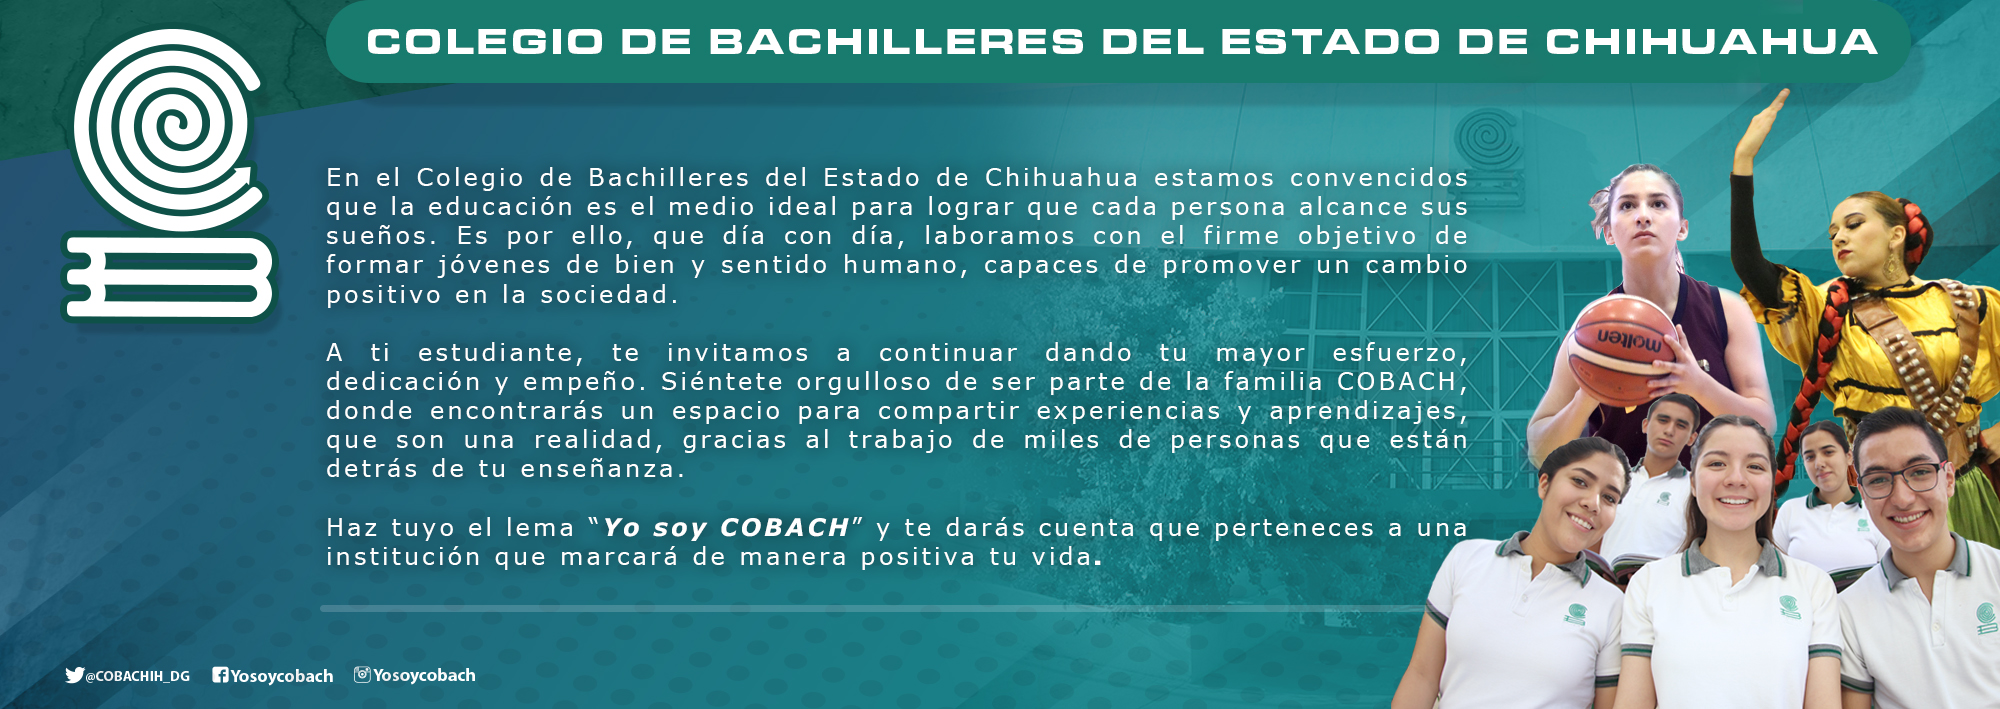 COLEGIO DE BACHILLERES DEL ESTADO DE CHIHUAHUA
En el Colegio de Bachilleres del Estado de Chihuahua estamos convencidos
que la educación es el medio ideal para lograr que cada persona alcance sus
sueños. Es por ello, que día con día, laboramos con el firme objetivo de
formar jóvenes de bien y sentido humano, capaces de promover un cambio
positivo en la sociedad.
A ti estudiante, te invitamos a continuar dando tu mayor esfuerzo,
dedicación y empeño. Siéntete orgulloso de ser parte de la familia COBACH,
donde encontrarás un espacio para compartir experiencias y aprendizajes,
que son una realidad, gracias al trabajo de miles de personas que están
detrás de tu enseñanza.
Haz tuyo el lema “Yo soy COBACH” y te darás cuenta que perteneces a una
institución que marcará de manera positiva tu vida.
molten
@COBACHIH_DG Yosoycobach Yosoycobach